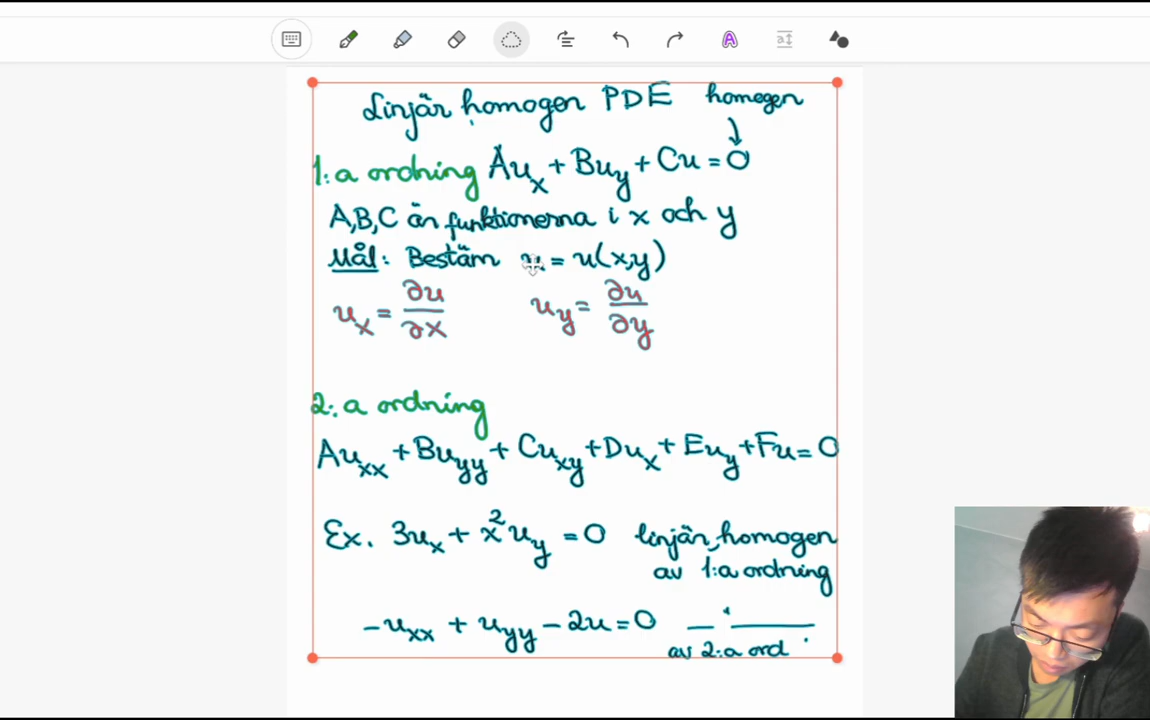 Linjär homogen PDE homogen
↓
1:a ordning Au_x + Bu_y + Cu = 0
A,B,C är funktionerna i x och y
Mål: Bestäm u = u(x,y)
u_x = ∂u/∂x u_y = ∂u/∂y
2:a ordning
Au_xx + Bu_yy + Cu_xy + Du_x + Eu_y + Fu = 0
Ex. 3u_x + x²u_y = 0 linjär, homogen
av 1:a ordning
-u_xx + u_yy - 2u = 0 — " —
av 2:a ord.